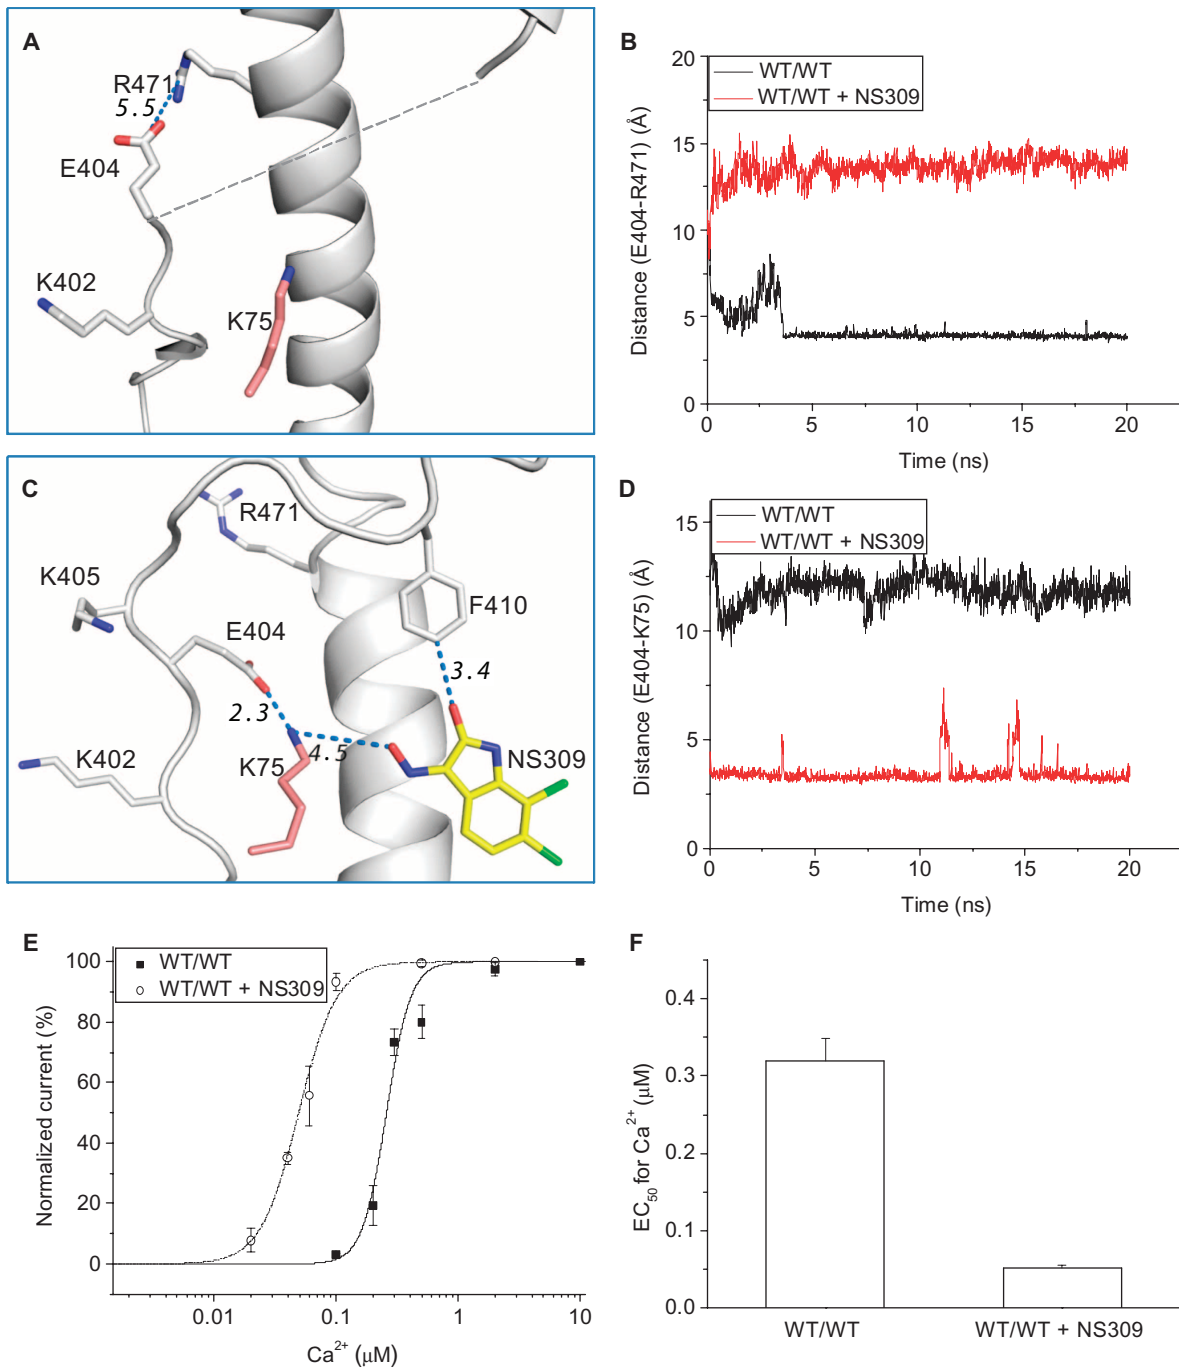 A
R471
5.5
E404
K402
K75
B
WT/WT
WT/WT + NS309
Distance (E404-R471) (Å)
20
15
10
5
0
0
5
10
15
20
Time (ns)
C
R471
K405
E404
F410
3.4
2.3
4.5
K402
K75
NS309
D
WT/WT
WT/WT + NS309
Distance (E404-K75) (Å)
15
10
5
0
0
5
10
15
20
Time (ns)
E
WT/WT
WT/WT + NS309
Normalized current (%)
100
80
60
40
20
0
0.01
0.1
1
10
Ca²⁺ (μM)
F
EC₅₀ for Ca²⁺ (μM)
0.4
0.3
0.2
0.1
0.0
WT/WT
WT/WT + NS309